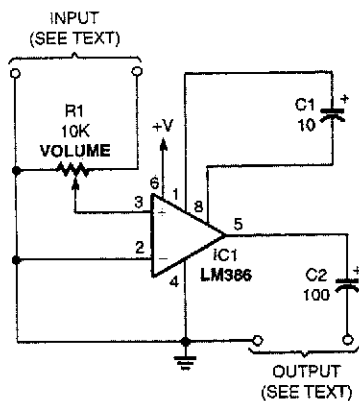 INPUT
(SEE TEXT)
R1
10K
VOLUME
+V
C1
10
+
6
1
8
3
+
5
2
−
IC1
LM386
4
+
C2
100
OUTPUT
(SEE TEXT)